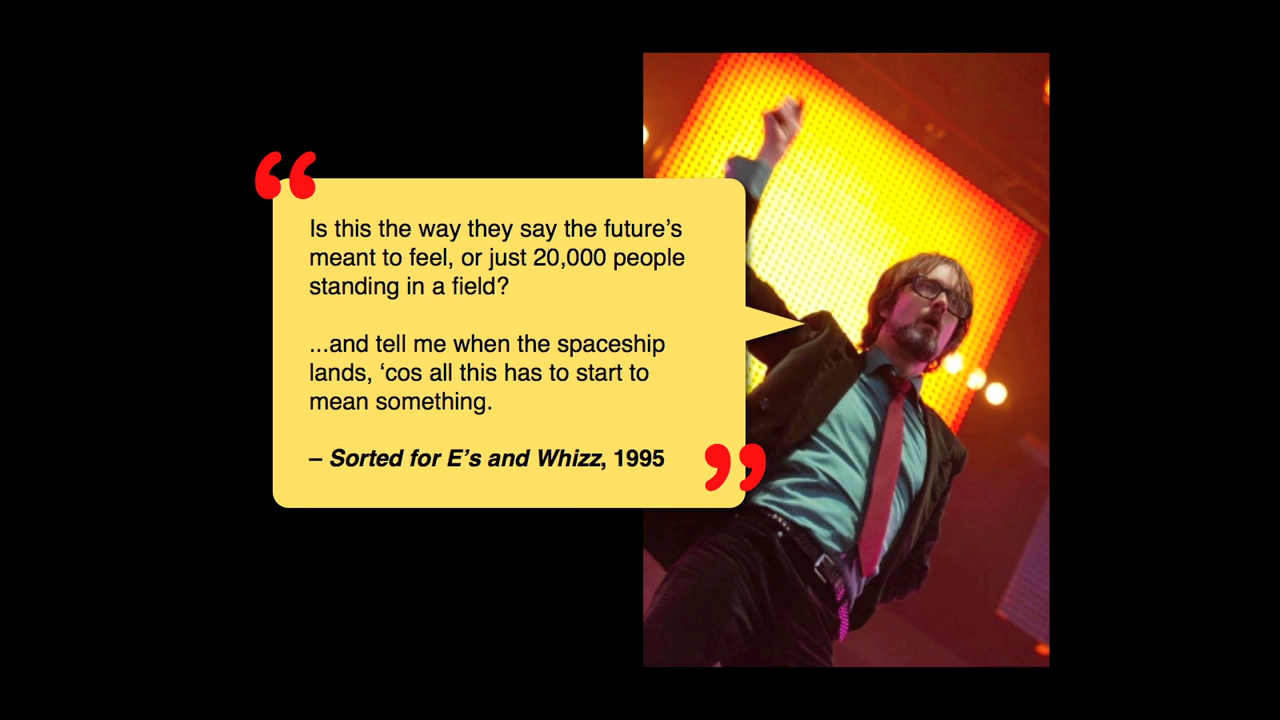 “
Is this the way they say the future’s
meant to feel, or just 20,000 people
standing in a field?
...and tell me when the spaceship
lands, ‘cos all this has to start to
mean something.
– Sorted for E’s and Whizz, 1995
”